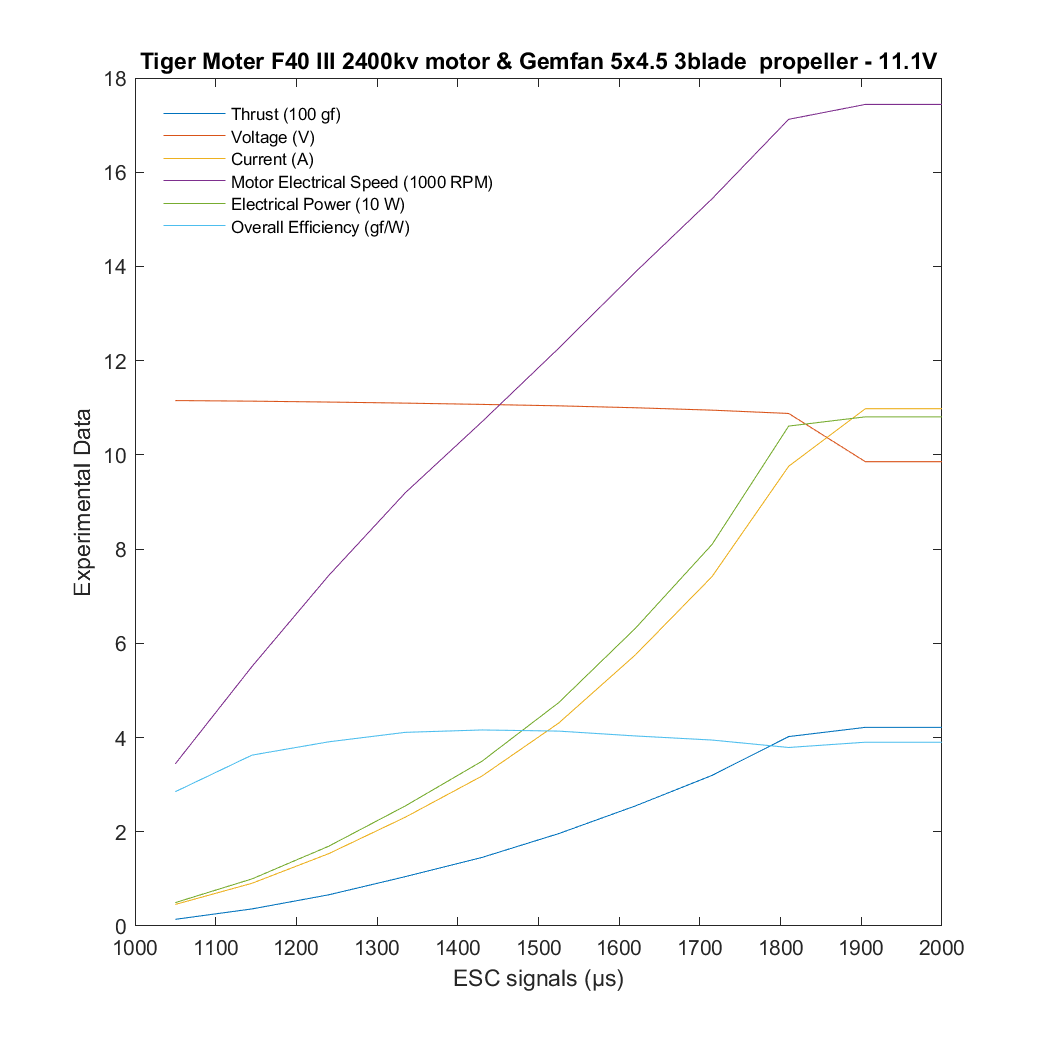 Tiger Moter F40 III 2400kv motor & Gemfan 5x4.5 3blade  propeller - 11.1V
18
16
14
12
10
8
6
4
2
0
Experimental Data
Thrust (100 gf)
Voltage (V)
Current (A)
Motor Electrical Speed (1000 RPM)
Electrical Power (10 W)
Overall Efficiency (gf/W)
1000 1100 1200 1300 1400 1500 1600 1700 1800 1900 2000
ESC signals (µs)